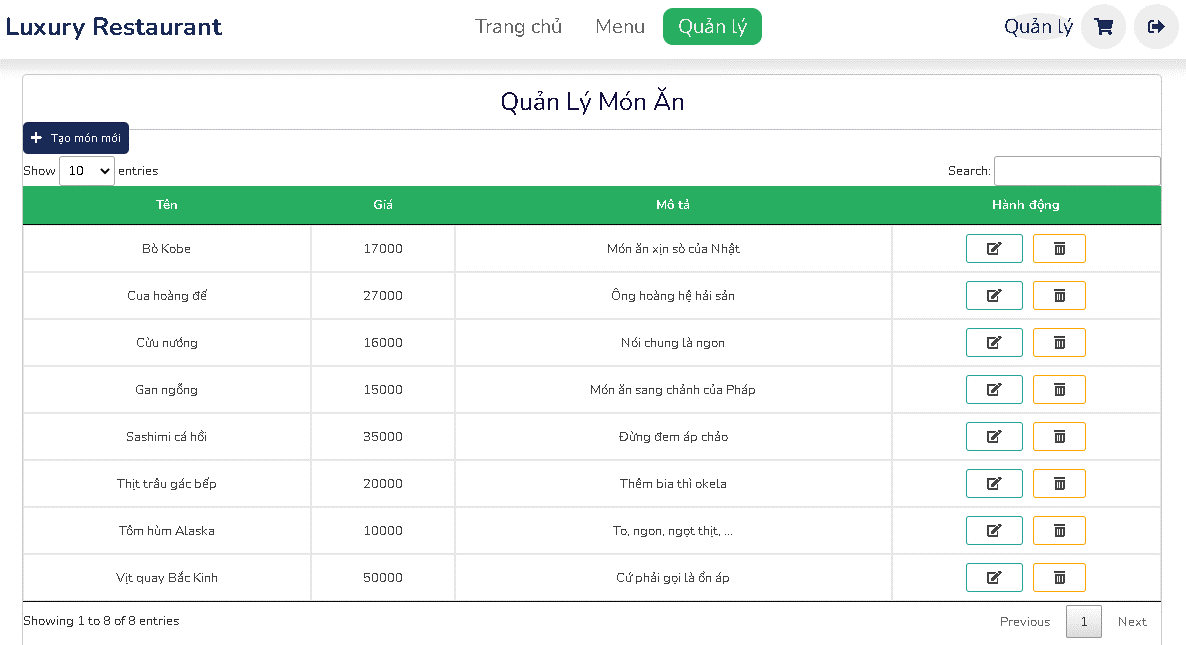 Luxury Restaurant Trang chủ Menu Quản lý Quản lý
Quản Lý Món Ăn
Tạo món mới
Show 10 entries Search:
Tên Giá Mô tả Hành động
Bò Kobe 17000 Món ăn xịn sò của Nhật
Cua hoàng đế 27000 Ông hoàng hệ hải sản
Cừu nướng 16000 Nói chung là ngon
Gan ngỗng 15000 Món ăn sang chảnh của Pháp
Sashimi cá hồi 35000 Đừng đem áp chảo
Thịt trâu gác bếp 20000 Thêm bia thì okela
Tôm hùm Alaska 10000 To, ngon, ngọt thịt, ...
Vịt quay Bắc Kinh 50000 Cứ phải gọi là ổn áp
Showing 1 to 8 of 8 entries Previous 1 Next